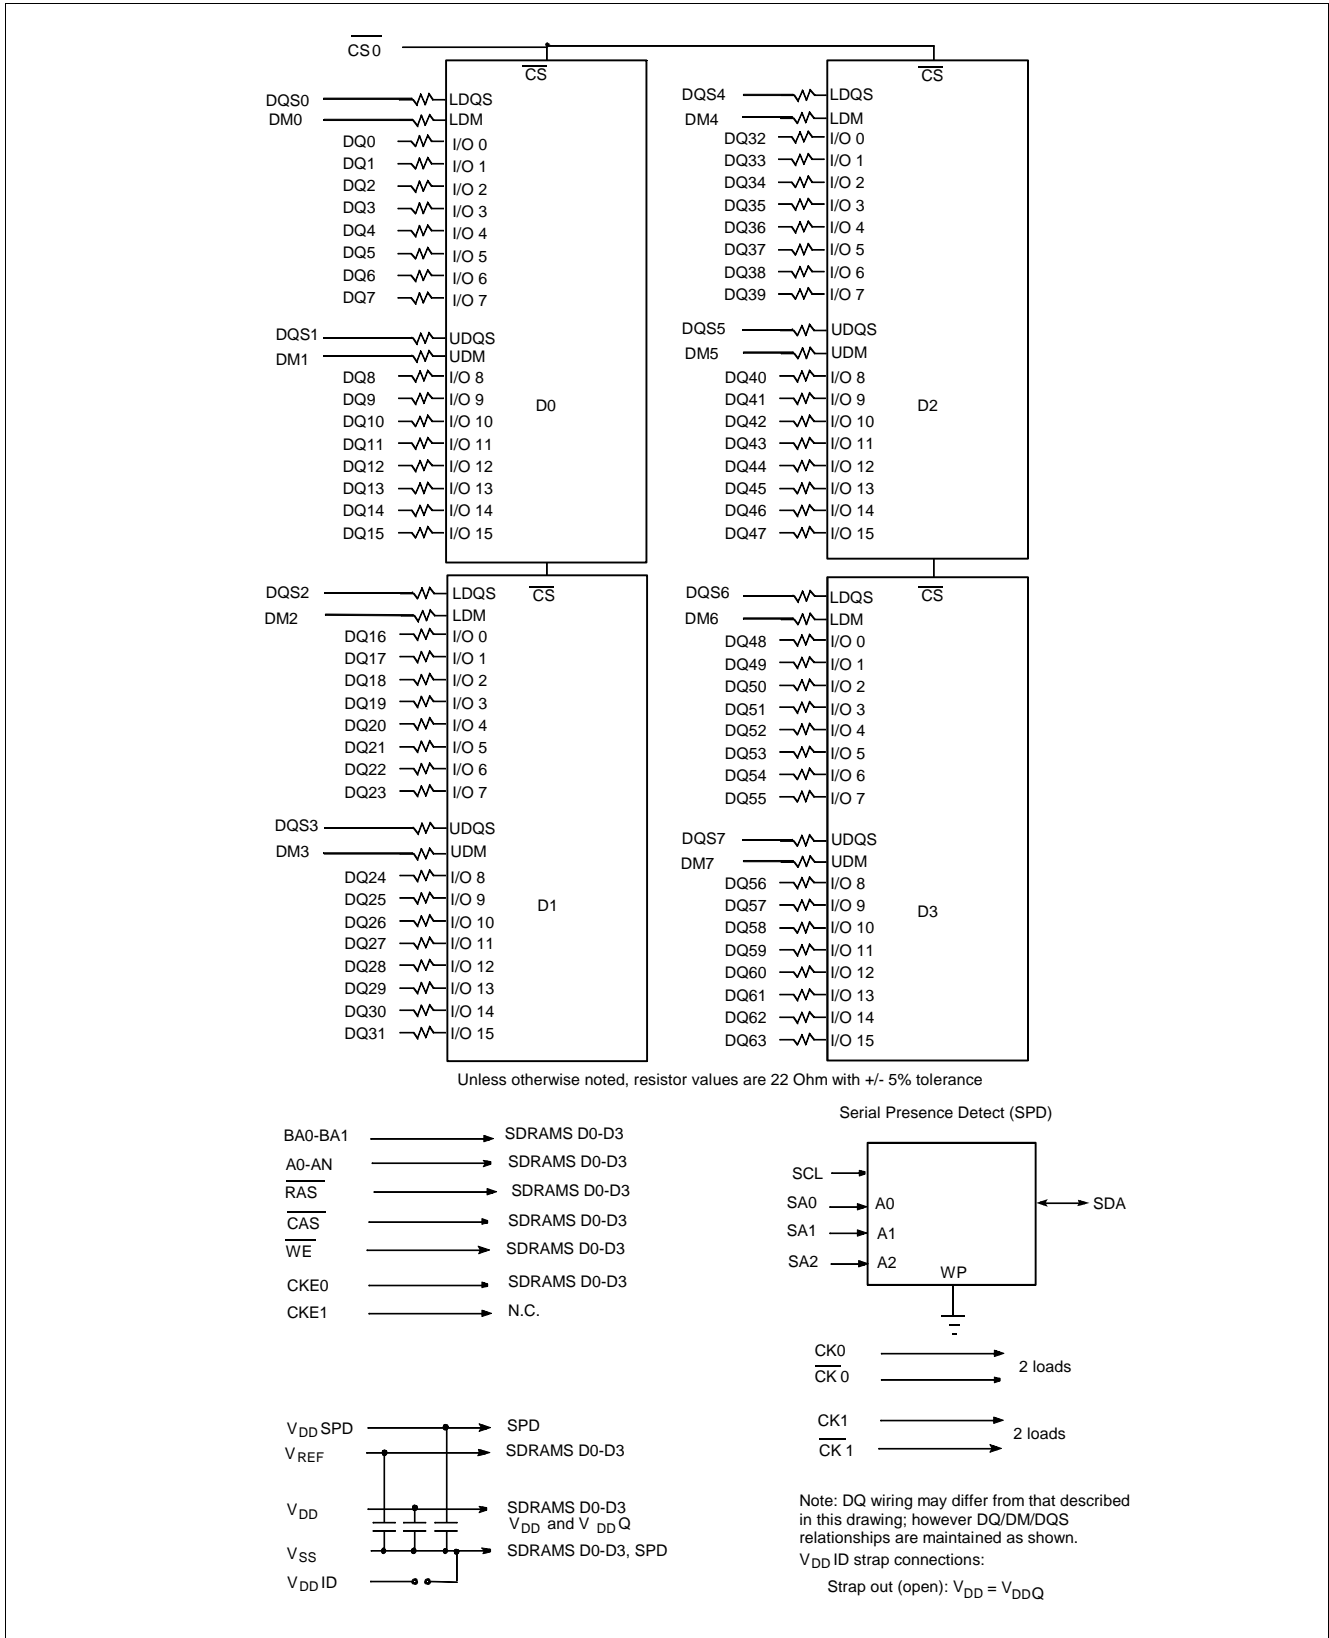 CS0
CS
DQS0 LDQS
DM0 LDM
DQ0 I/O 0
DQ1 I/O 1
DQ2 I/O 2
DQ3 I/O 3
DQ4 I/O 4
DQ5 I/O 5
DQ6 I/O 6
DQ7 I/O 7
DQS1 UDQS
DM1 UDM
DQ8 I/O 8
DQ9 I/O 9
D0
DQ10 I/O 10
DQ11 I/O 11
DQ12 I/O 12
DQ13 I/O 13
DQ14 I/O 14
DQ15 I/O 15
CS
DQS4 LDQS
DM4 LDM
DQ32 I/O 0
DQ33 I/O 1
DQ34 I/O 2
DQ35 I/O 3
DQ36 I/O 4
DQ37 I/O 5
DQ38 I/O 6
DQ39 I/O 7
DQS5 UDQS
DM5 UDM
DQ40 I/O 8
DQ41 I/O 9
D2
DQ42 I/O 10
DQ43 I/O 11
DQ44 I/O 12
DQ45 I/O 13
DQ46 I/O 14
DQ47 I/O 15
CS
DQS2 LDQS
DM2 LDM
DQ16 I/O 0
DQ17 I/O 1
DQ18 I/O 2
DQ19 I/O 3
DQ20 I/O 4
DQ21 I/O 5
DQ22 I/O 6
DQ23 I/O 7
DQS3 UDQS
DM3 UDM
DQ24 I/O 8
DQ25 I/O 9
D1
DQ26 I/O 10
DQ27 I/O 11
DQ28 I/O 12
DQ29 I/O 13
DQ30 I/O 14
DQ31 I/O 15
CS
DQS6 LDQS
DM6 LDM
DQ48 I/O 0
DQ49 I/O 1
DQ50 I/O 2
DQ51 I/O 3
DQ52 I/O 4
DQ53 I/O 5
DQ54 I/O 6
DQ55 I/O 7
DQS7 UDQS
DM7 UDM
DQ56 I/O 8
DQ57 I/O 9
D3
DQ58 I/O 10
DQ59 I/O 11
DQ60 I/O 12
DQ61 I/O 13
DQ62 I/O 14
DQ63 I/O 15
Unless otherwise noted, resistor values are 22 Ohm with +/- 5% tolerance
BA0-BA1 SDRAMS D0-D3
A0-AN SDRAMS D0-D3
RAS SDRAMS D0-D3
CAS SDRAMS D0-D3
WE SDRAMS D0-D3
CKE0 SDRAMS D0-D3
CKE1 N.C.
Serial Presence Detect (SPD)
SCL
SA0 A0 SDA
SA1 A1
SA2 A2
WP
CK0
2 loads
CK 0
CK1
2 loads
CK 1
VDD SPD SPD
VREF SDRAMS D0-D3
VDD SDRAMS D0-D3
VDD and V DDQ
VSS SDRAMS D0-D3, SPD
VDD ID
Note: DQ wiring may differ from that described
in this drawing; however DQ/DM/DQS
relationships are maintained as shown.
VDD ID strap connections:
Strap out (open): VDD = VDDQ